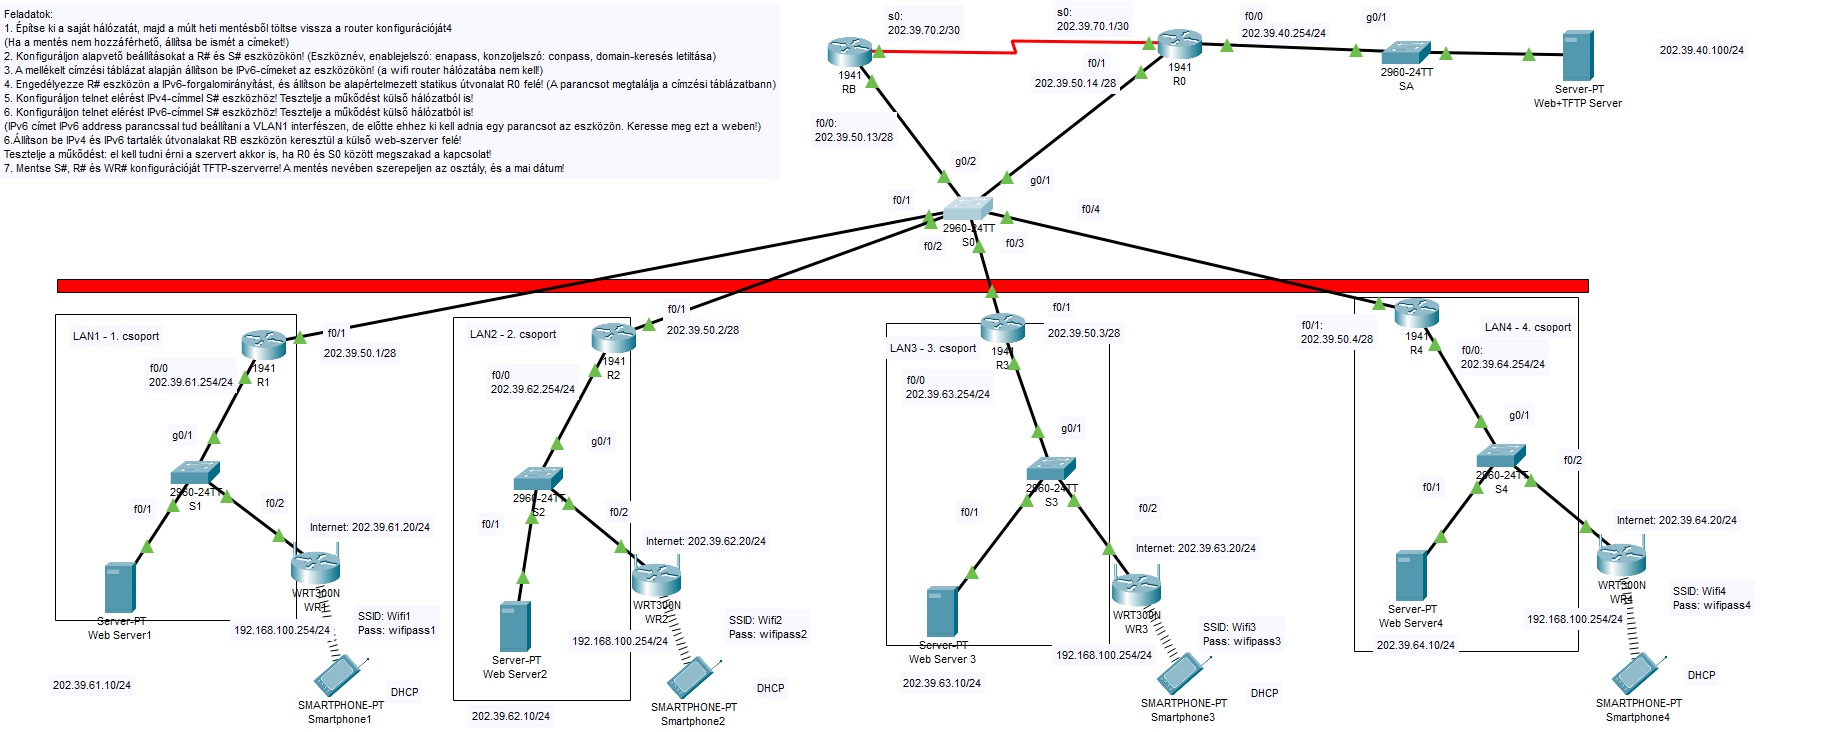 Feladatok:
1. Építse ki a saját hálózatát, majd a múlt heti mentésből töltse vissza a router konfigurációját4
(Ha a mentés nem hozzáférhető, állítsa be ismét a címeket!)
2. Konfiguráljon alapvető beállításokat a R# és S# eszközökön! (Eszköznév, enablejelszó: enapass, konzoljelszó: conpass, domain-keresés letiltása)
3. A mellékelt címzési táblázat alapján állítson be IPv6-címeket az eszközökön! (a wifi router hálózatába nem kell!)
4. Engedélyezze R# eszközön a IPv6-forgalomirányítást, és állítson be alapértelmezett statikus útvonalat R0 felé! (A parancsot megtalálja a címzési táblázatbann)
5. Konfiguráljon telnet elérést IPv4-címmel S# eszközhöz! Tesztelje a működést külső hálózatból is!
6. Konfiguráljon telnet elérést IPv6-címmel S# eszközhöz! Tesztelje a működést külső hálózatból is!
(IPv6 címet IPv6 address parancssal tud beállítani a VLAN1 interfészen, de előtte ehhez ki kell adnia egy parancsot az eszközön. Keresse meg ezt a weben!)
6.Állítson be IPv4 és IPv6 tartalék útvonalakat RB eszközön keresztül a külső web-szerver felé!
Tesztelje a működést: el kell tudni érni a szervert akkor is, ha R0 és S0 között megszakad a kapcsolat!
7. Mentse S#, R# és WR# konfigurációját TFTP-szerverre! A mentés nevében szerepeljen az osztály, és a mai dátum!
s0:
202.39.70.2/30
s0:
202.39.70.1/30
f0/0
202.39.40.254/24
g0/1
202.39.40.100/24
1941
RB
1941
R0
f0/1
202.39.50.14 /28
2960-24TT
SA
Server-PT
Web+TFTP Server
f0/0:
202.39.50.13/28
g0/2
g0/1
f0/1
f0/4
2960-24TT
S0
f0/2
f0/3
LAN1 - 1. csoport
f0/1
202.39.50.1/28
1941
R1
f0/0
202.39.61.254/24
g0/1
2960-24TT
S1
f0/1
f0/2
Internet: 202.39.61.20/24
WRT300N
WR1
Server-PT
Web Server1
192.168.100.254/24
SSID: Wifi1
Pass: wifipass1
202.39.61.10/24
DHCP
SMARTPHONE-PT
Smartphone1
LAN2 - 2. csoport
f0/1
202.39.50.2/28
1941
R2
f0/0
202.39.62.254/24
g0/1
2960-24TT
S2
f0/1
f0/2
Internet: 202.39.62.20/24
WRT300N
WR2
SSID: Wifi2
Pass: wifipass2
192.168.100.254/24
Server-PT
Web Server2
202.39.62.10/24
DHCP
SMARTPHONE-PT
Smartphone2
LAN3 - 3. csoport
f0/1
202.39.50.3/28
1941
R3
f0/0
202.39.63.254/24
g0/1
2960-24TT
S3
f0/1
f0/2
Internet: 202.39.63.20/24
WRT300N
WR3
SSID: Wifi3
Pass: wifipass3
192.168.100.254/24
Server-PT
Web Server 3
202.39.63.10/24
DHCP
SMARTPHONE-PT
Smartphone3
LAN4 - 4. csoport
f0/1:
202.39.50.4/28
1941
R4
f0/0:
202.39.64.254/24
g0/1
2960-24TT
S4
f0/1
f0/2
Internet: 202.39.64.20/24
WRT300N
WR4
SSID: Wifi4
Pass: wifipass4
192.168.100.254/24
Server-PT
Web Server4
202.39.64.10/24
DHCP
SMARTPHONE-PT
Smartphone4